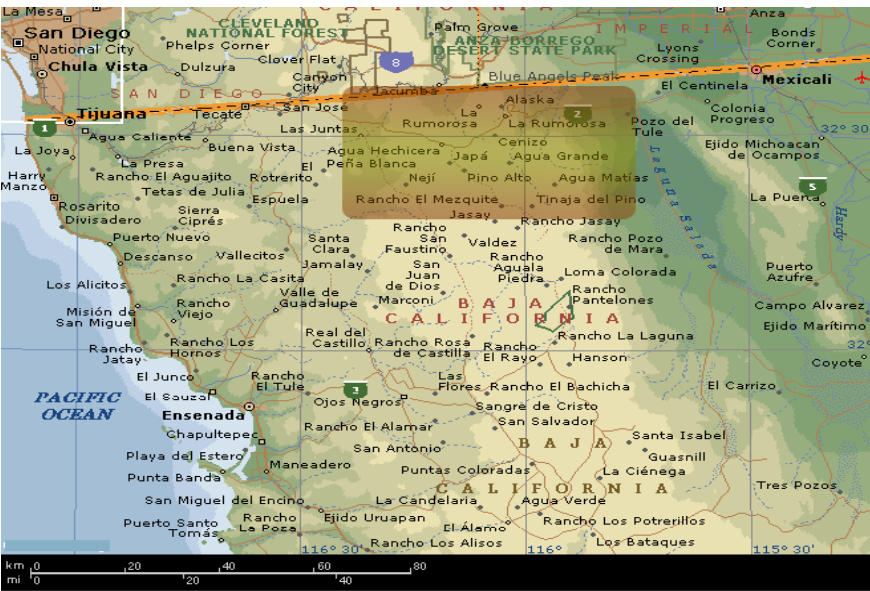 CALIFORNIA
La Mesa
Palm Grove
Anza
CLEVELAND
NATIONAL FOREST
San Diego
IMPERIAL
Bonds
Corner
National City
Phelps Corner
ANZA-BORREGO
DESERT STATE PARK
Lyons
Crossing
Chula Vista
Dulzura
Clover Flat
8
Canyon
City
Blue Angels Peak
Mexicali
SAN DIEGO
Jacumba
El Centinela
Alaska
Tijuana
Tecate
San José
La
Rumorosa
La Rumorosa
2
Pozo del
Tule
Colonia
Progreso
1
Agua Caliente
Las Juntas
32° 30
La Joya
Buena Vista
Agua Hechicera
Cenizo
Ejido Michoacan
de Ocampos
La Presa
El
Peña Blanca
Japá
Agua Grande
Laguna Salada
Harry
Manzo
Rancho El Aguajito
Rotrerito
Nejí
Pino Alto
Agua Matías
5
Tetas de Julia
Espuela
Rancho El Mezquite
Tinaja del Pino
La Puerta
Rosarito
Divisadero
Sierra
Ciprés
Jasay
Rancho Jasay
Hardy
Puerto Nuevo
Santa
Clara
Rancho
San
Faustino
Valdez
Rancho Pozo
de Mara
Descanso
Vallecitos
Jamalay
Rancho
Aguala
Piedra
Loma Colorada
Puerto
Azufre
Los Alicitos
Rancho La Casita
San
Juan
de Dios
Rancho
Pantelones
Misión de
San Miguel
Rancho
Viejo
Valle de
Guadalupe
Marconi
BAJA
CALIFORNIA
Campo Alvarez
Ejido Marítimo
Rancho
Jatay
Rancho Los
Hornos
Real del
Castillo
Rancho Rosa
de Castilla
Rancho
El Rayo
Rancho La Laguna
32°
Hanson
Coyote
El Junco
Rancho
El Tule
Las
Flores
Rancho El Bachicha
El Carrizo
PACIFIC
OCEAN
El Sauzal
3
Ojos Negros
Ensenada
Sangre de Cristo
San Salvador
Chapultepec
Rancho El Alamar
BAJA
Santa Isabel
Playa del Estero
San Antonio
Guasnill
Punta Banda
Maneadero
Puntas Coloradas
La Ciénega
CALIFORNIA
Tres Pozos
San Miguel del Encino
La Candelaria
Agua Verde
Puerto Santo
Tomás
Rancho
La Poza
Ejido Uruapan
El Álamo
Rancho Los Potrerillos
Rancho Los Alisos
Los Bataques
116° 30'
116°
115° 30'
km 0 20 40 60 80
mi 0 20 40